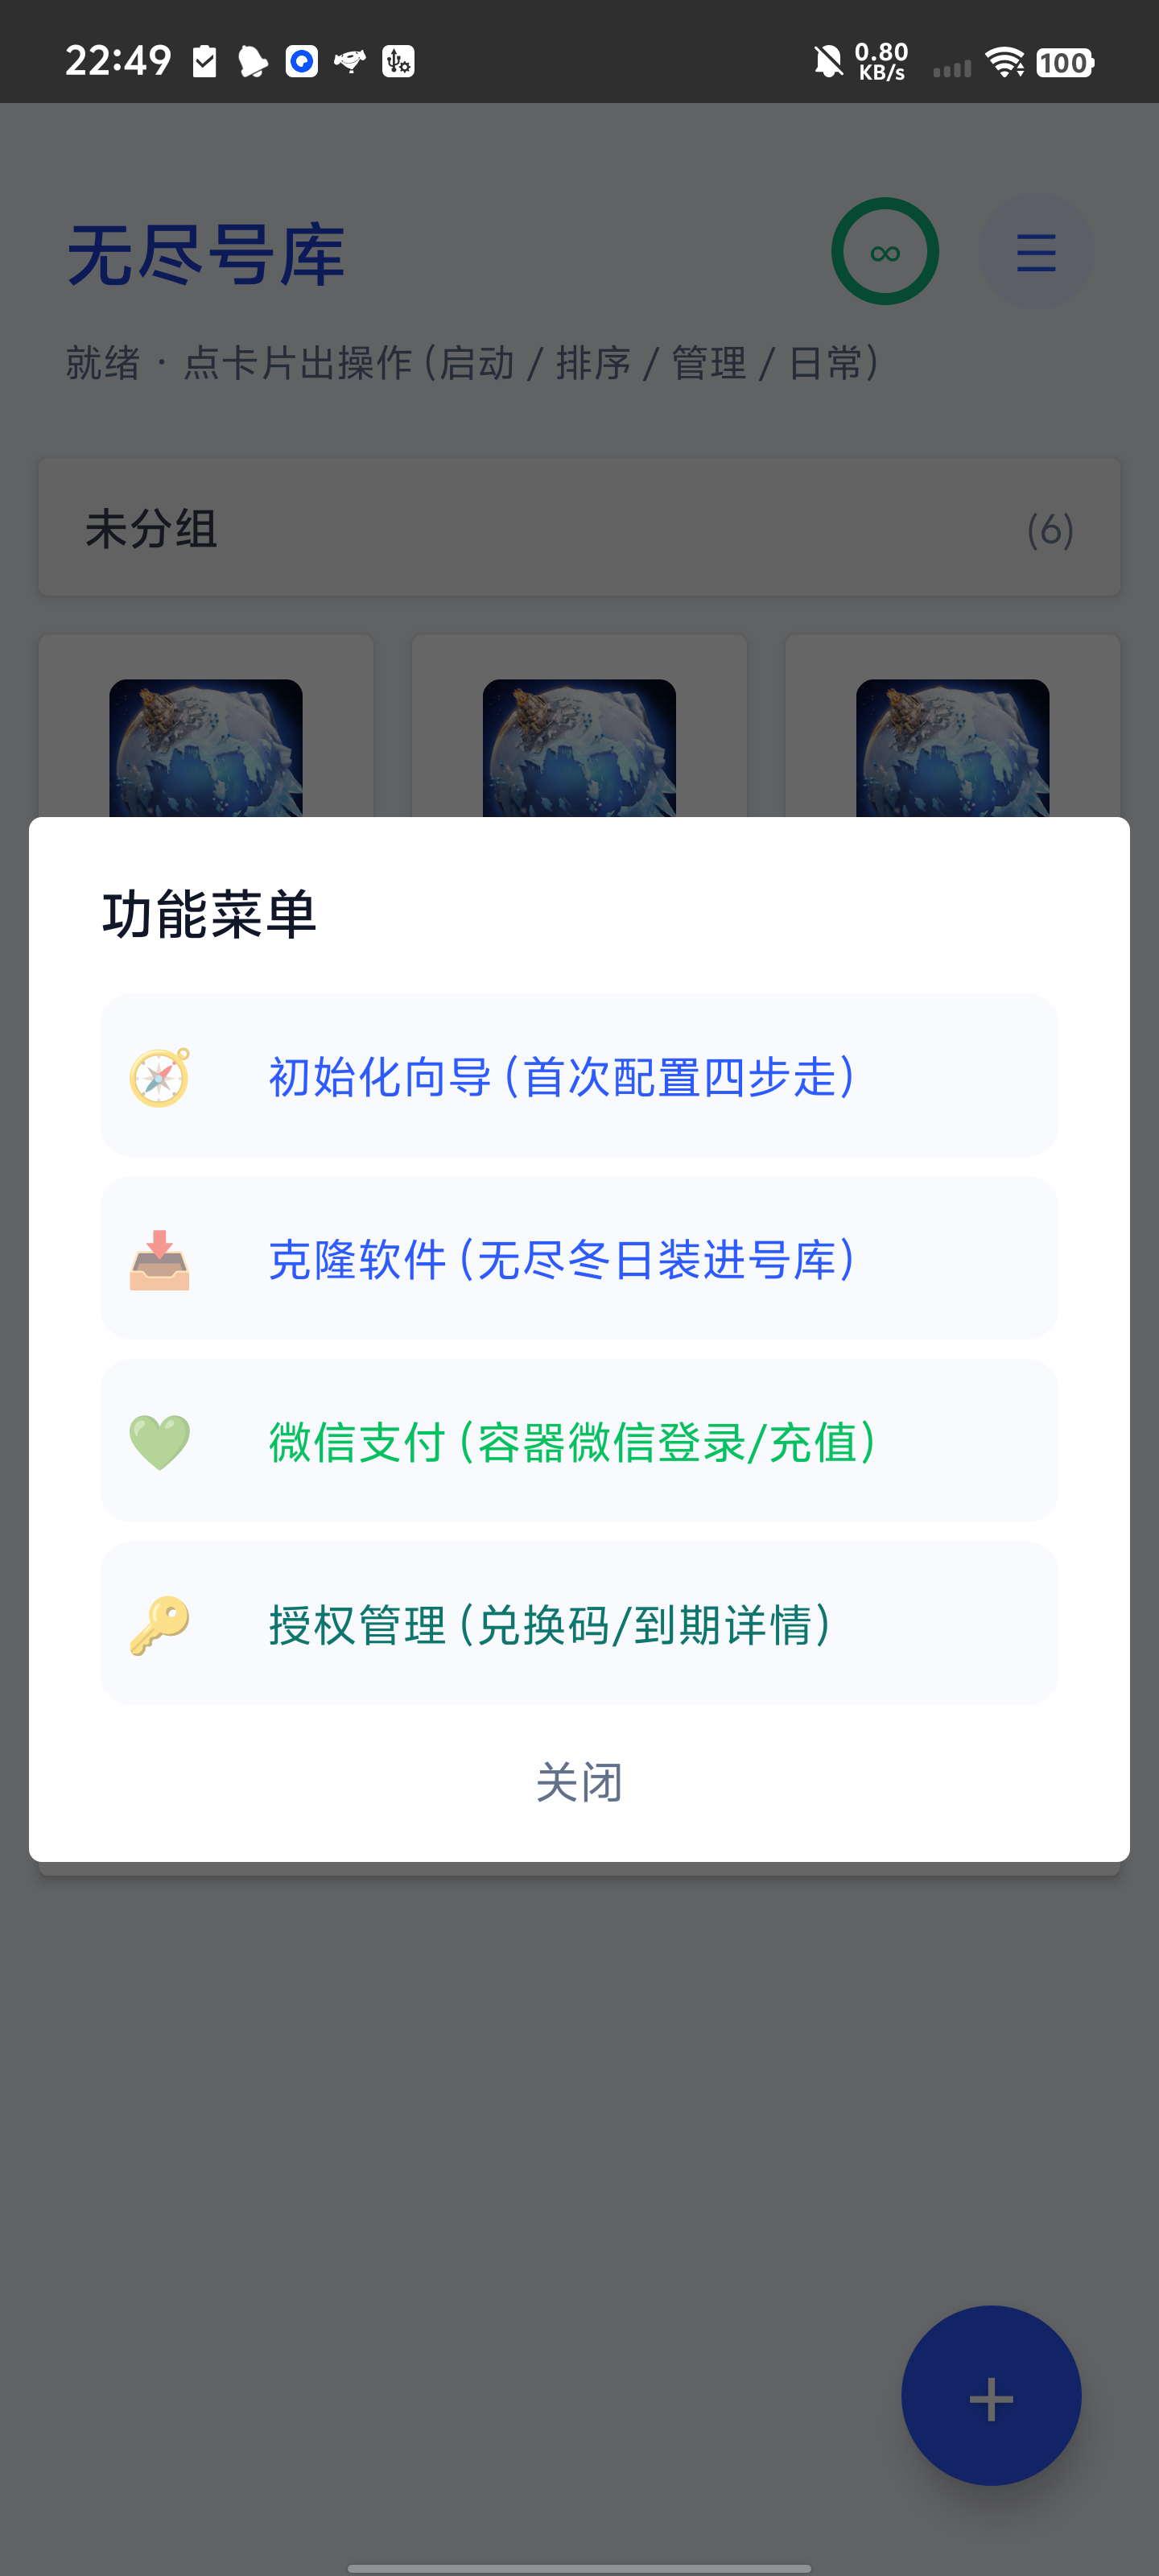 22:49
0.80
KB/s
100
无尽号库
∞
就绪 · 点卡片出操作 (启动 / 排序 / 管理 / 日常)
未分组
(6)
功能菜单
初始化向导 (首次配置四步走)
克隆软件 (无尽冬日装进号库)
微信支付 (容器微信登录/充值)
授权管理 (兑换码/到期详情)
关闭
+